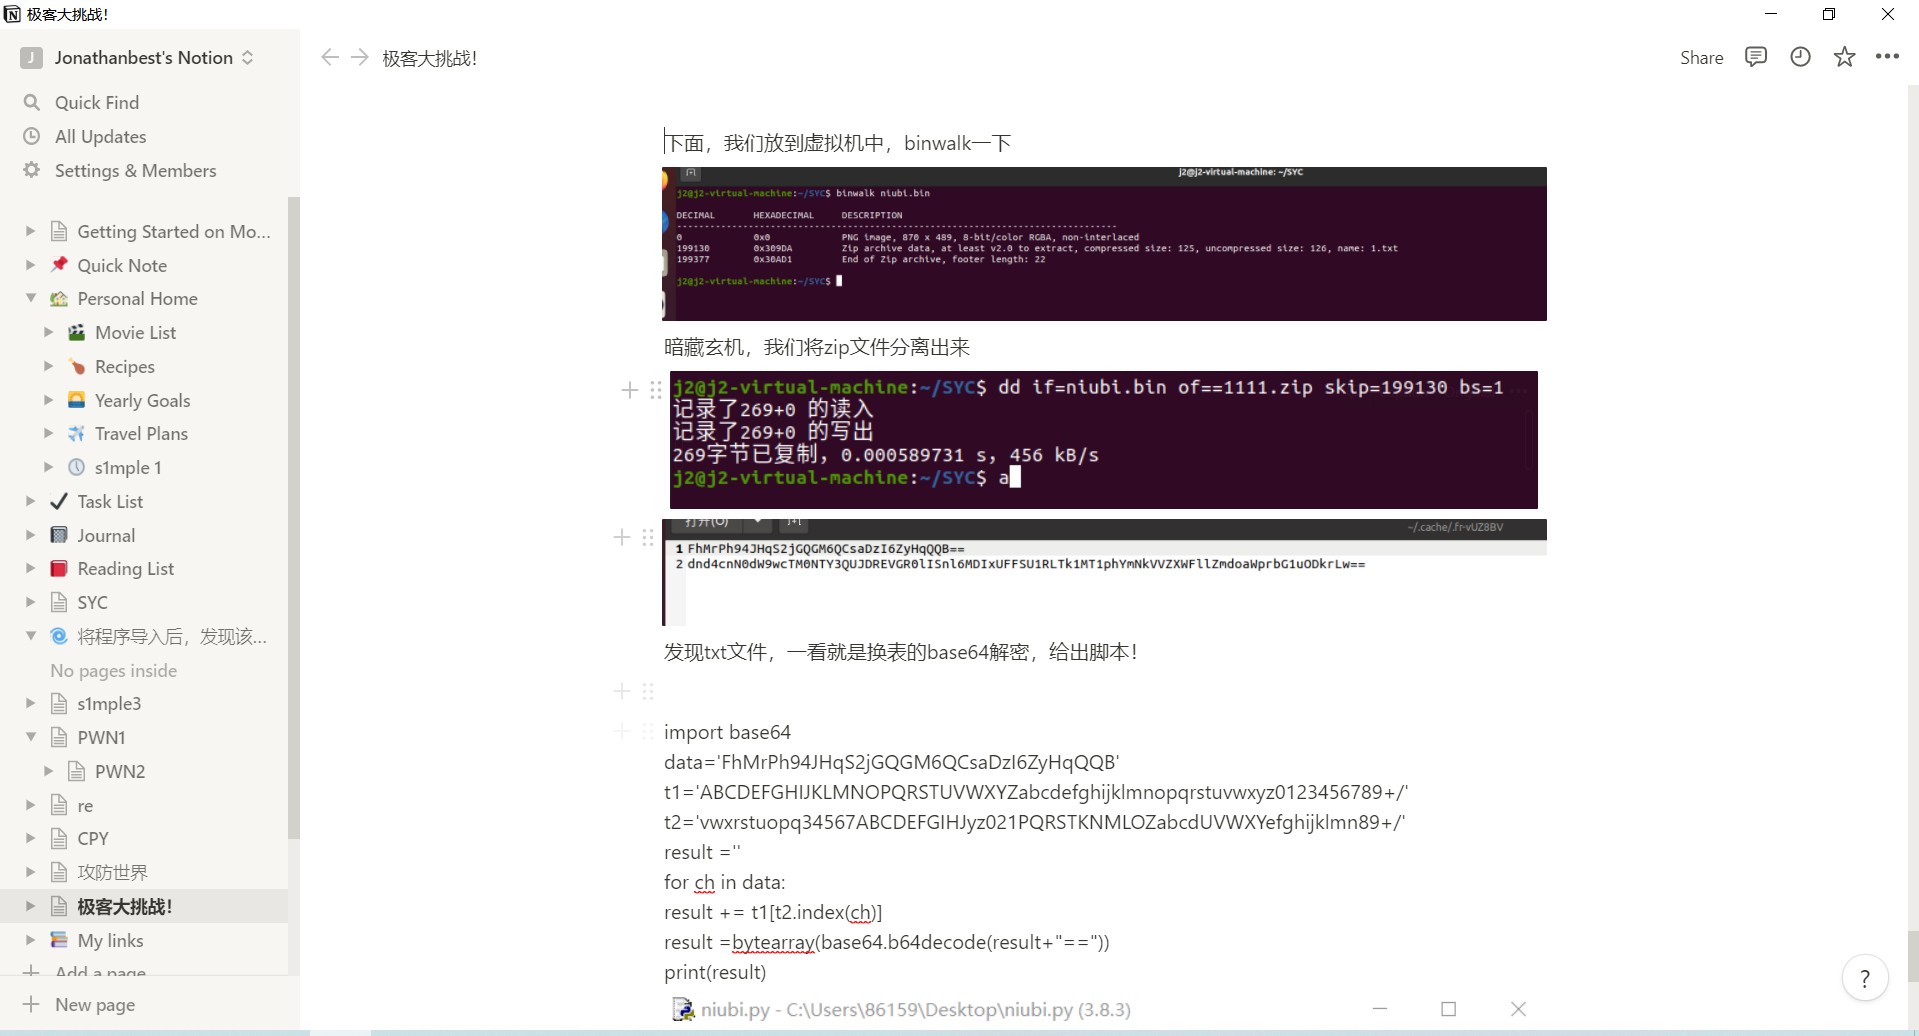 极客大挑战！
Jonathanbest's Notion
极客大挑战！
Share
Quick Find
All Updates
Settings & Members
Getting Started on Mo...
Quick Note
Personal Home
Movie List
Recipes
Yearly Goals
Travel Plans
s1mple 1
Task List
Journal
Reading List
SYC
将程序导入后，发现该...
No pages inside
s1mple3
PWN1
PWN2
re
CPY
攻防世界
极客大挑战！
My links
Add a page
New page
下面，我们放到虚拟机中，binwalk一下
j2@j2-virtual-machine: ~/SYC
j2@j2-virtual-machine:~/SYC$ binwalk niubi.bin
DECIMAL HEXADECIMAL DESCRIPTION
--------------------------------------------------------------------------------
0 0x0 PNG image, 870 x 489, 8-bit/color RGBA, non-interlaced
199130 0x309DA Zip archive data, at least v2.0 to extract, compressed size: 125, uncompressed size: 126, name: 1.txt
199377 0x30AD1 End of Zip archive, footer length: 22
j2@j2-virtual-machine:~/SYC$
暗藏玄机，我们将zip文件分离出来
j2@j2-virtual-machine:~/SYC$ dd if=niubi.bin of==1111.zip skip=199130 bs=1
记录了269+0 的读入
记录了269+0 的写出
269字节已复制，0.000589731 s，456 kB/s
j2@j2-virtual-machine:~/SYC$ a
打开(O)
~/.cache/.fr-vUZ8BV
1 FhMrPh94JHqS2jGQGM6QCsaDzI6ZyHqQQB==
2 dnd4cnN0dW9wcTM0NTY3QUJDREVGR0lISnl6MDIxUFFSU1RLTk1MT1phYmNkVVZXWFllZmdoaWprbG1uODkrLw==
发现txt文件，一看就是换表的base64解密，给出脚本！
import base64
data='FhMrPh94JHqS2jGQGM6QCsaDzI6ZyHqQQB'
t1='ABCDEFGHIJKLMNOPQRSTUVWXYZabcdefghijklmnopqrstuvwxyz0123456789+/'
t2='vwxrstuopq34567ABCDEFGIHJyz021PQRSTKNMLOZabcdUVWXYefghijklmn89+/'
result =''
for ch in data:
result += t1[t2.index(ch)]
result =bytearray(base64.b64decode(result+"=="))
print(result)
niubi.py - C:\Users\86159\Desktop\niubi.py (3.8.3)
?